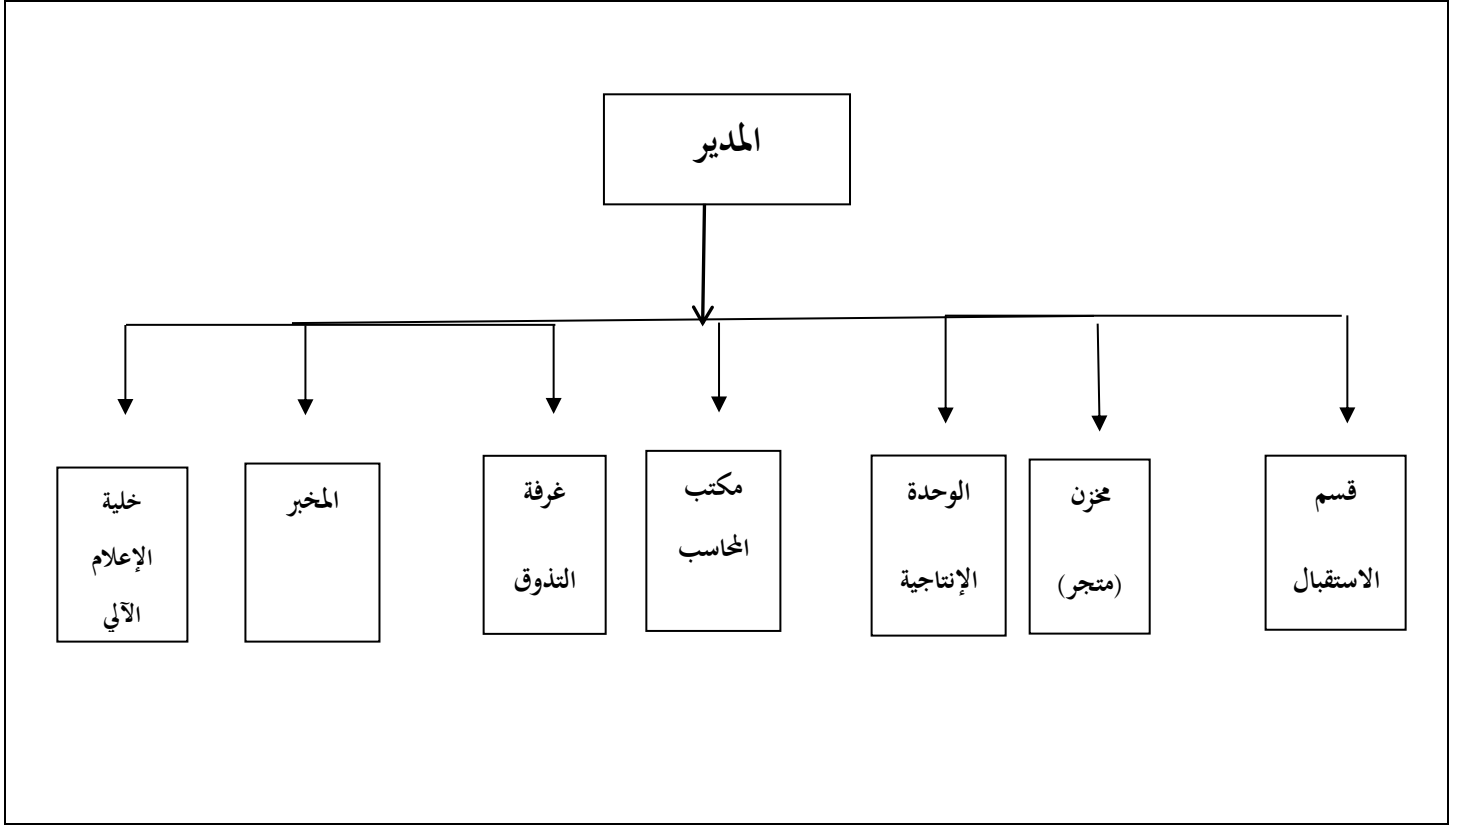 المدير
قسم
الاستقبال
مخزن
(متجر)
الوحدة
الإنتاجية
مكتب
المحاسب
غرفة
التذوق
المخبر
خلية
الإعلام
الآلي